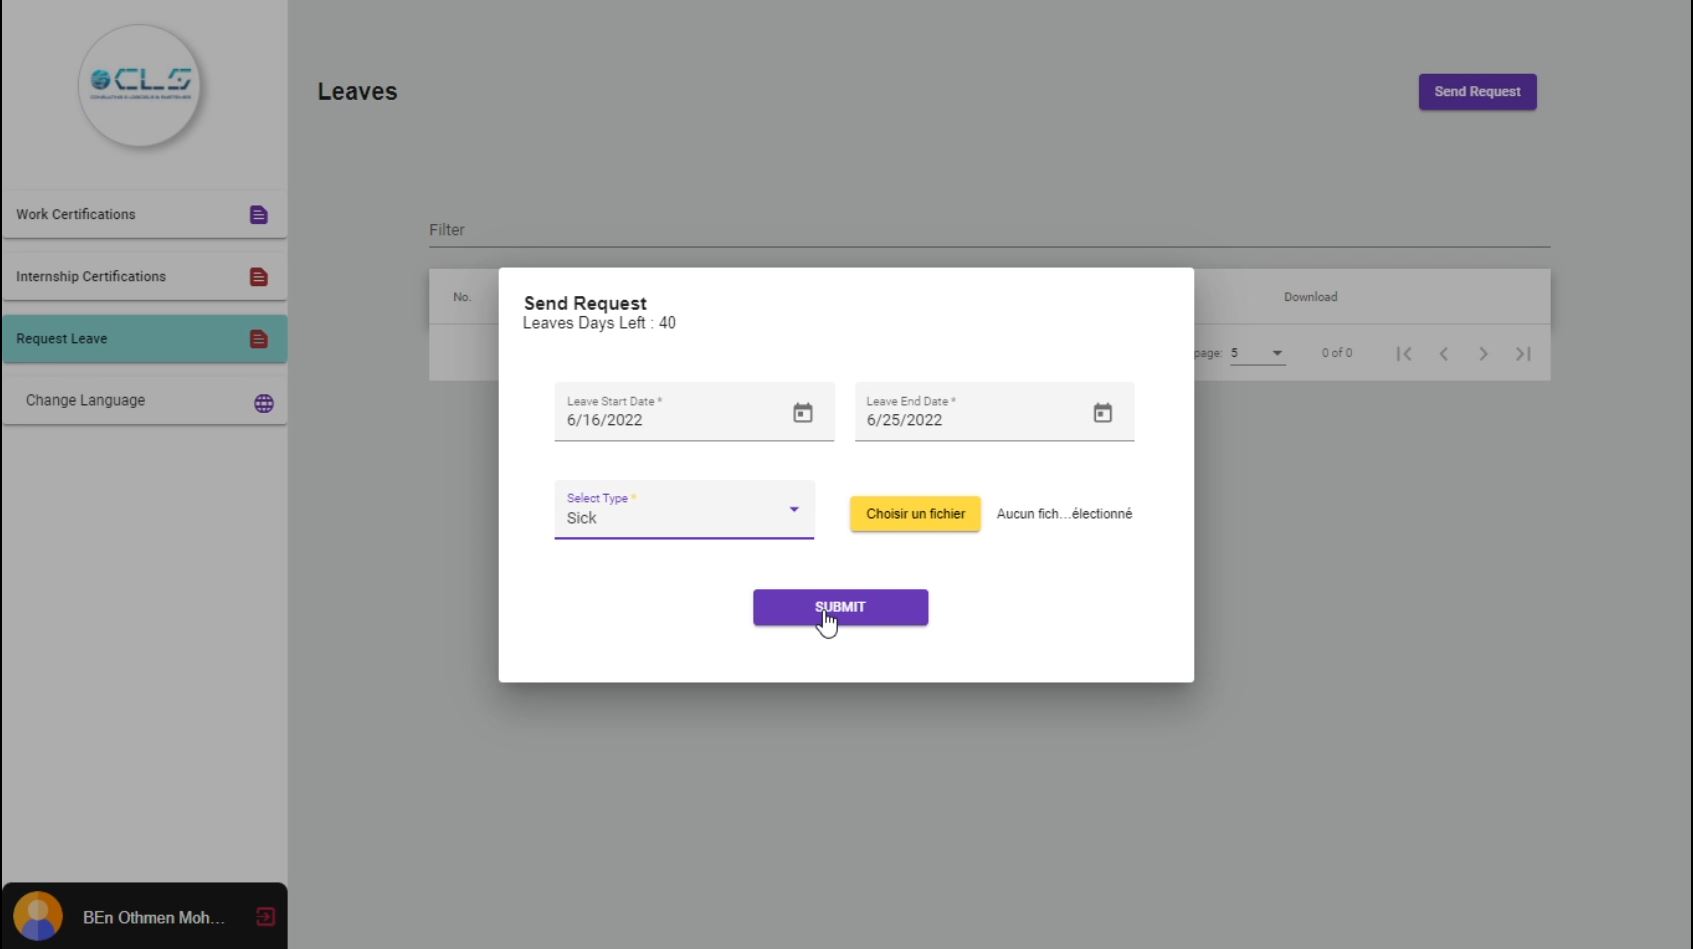 CLS
Leaves
Send Request
Work Certifications
Internship Certifications
Request Leave
Change Language
Filter
No.
Download
page: 5
0 of 0
Send Request
Leaves Days Left : 40
Leave Start Date *
6/16/2022
Leave End Date *
6/25/2022
Select Type *
Sick
Choisir un fichier
Aucun fich...électionné
SUBMIT
BEn Othmen Moh...